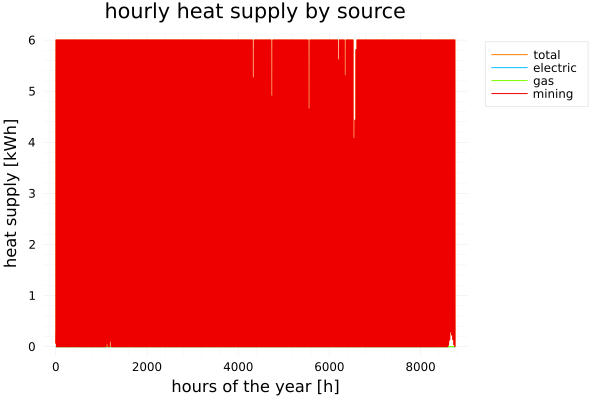 hourly heat supply by source
heat supply [kWh]
6
5
4
3
2
1
0
0 2000 4000 6000 8000
hours of the year [h]
total
electric
gas
mining